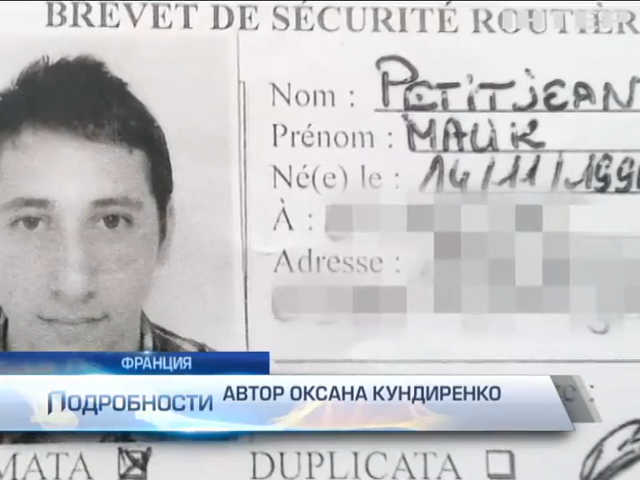 BREVET DE SÉCURITÉ ROUTIÈR
Nom : PETITJEAN
Prénom : MALIK
Né(e) le : 14/11/199
À :
Adresse :
ФРАНЦИЯ
ПОДРОБНОСТИ АВТОР ОКСАНА КУНДИРЕНКО
MATA DUPLICATA